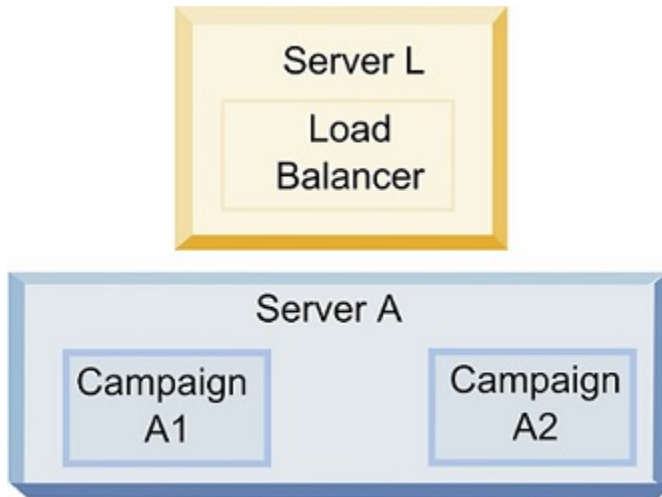 Server L
Load
Balancer
Server A
Campaign
A1
Campaign
A2